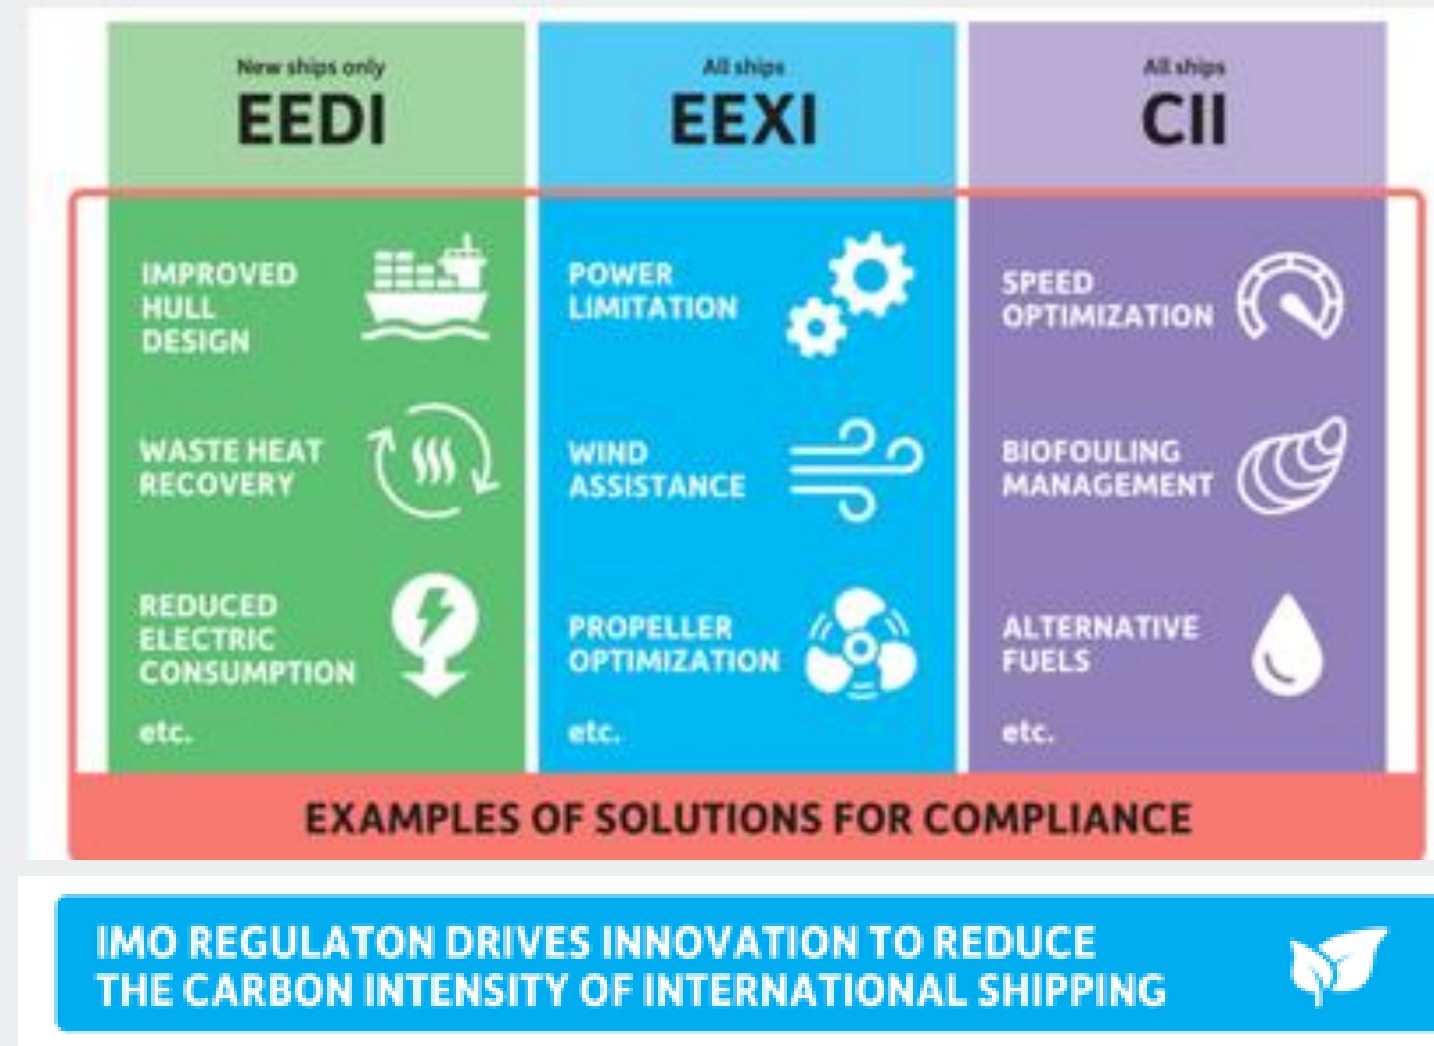 New ships only
EEDI
IMPROVED
HULL
DESIGN
WASTE HEAT
RECOVERY
REDUCED
ELECTRIC
CONSUMPTION
etc.
All ships
EEXI
POWER
LIMITATION
WIND
ASSISTANCE
PROPELLER
OPTIMIZATION
etc.
All ships
CII
SPEED
OPTIMIZATION
BIOFOULING
MANAGEMENT
ALTERNATIVE
FUELS
etc.
EXAMPLES OF SOLUTIONS FOR COMPLIANCE
IMO REGULATON DRIVES INNOVATION TO REDUCE
THE CARBON INTENSITY OF INTERNATIONAL SHIPPING